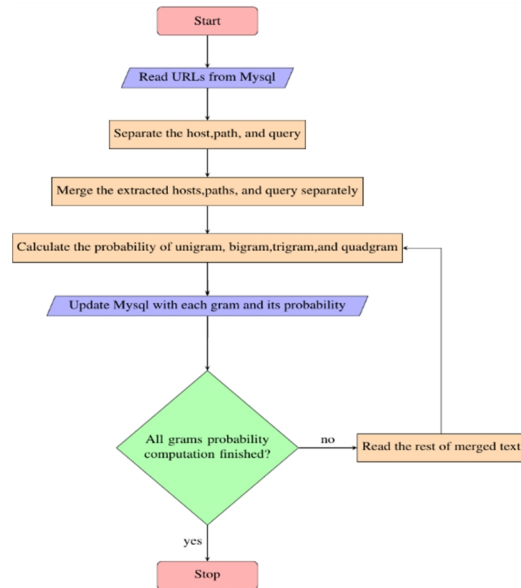 Start
Read URLs from Mysql
Separate the host,path, and query
Merge the extracted hosts,paths, and query separately
Calculate the probability of unigram, bigram,trigram,and quadgram
Update Mysql with each gram and its probability
All grams probability
computation finished?
no
Read the rest of merged text
yes
Stop